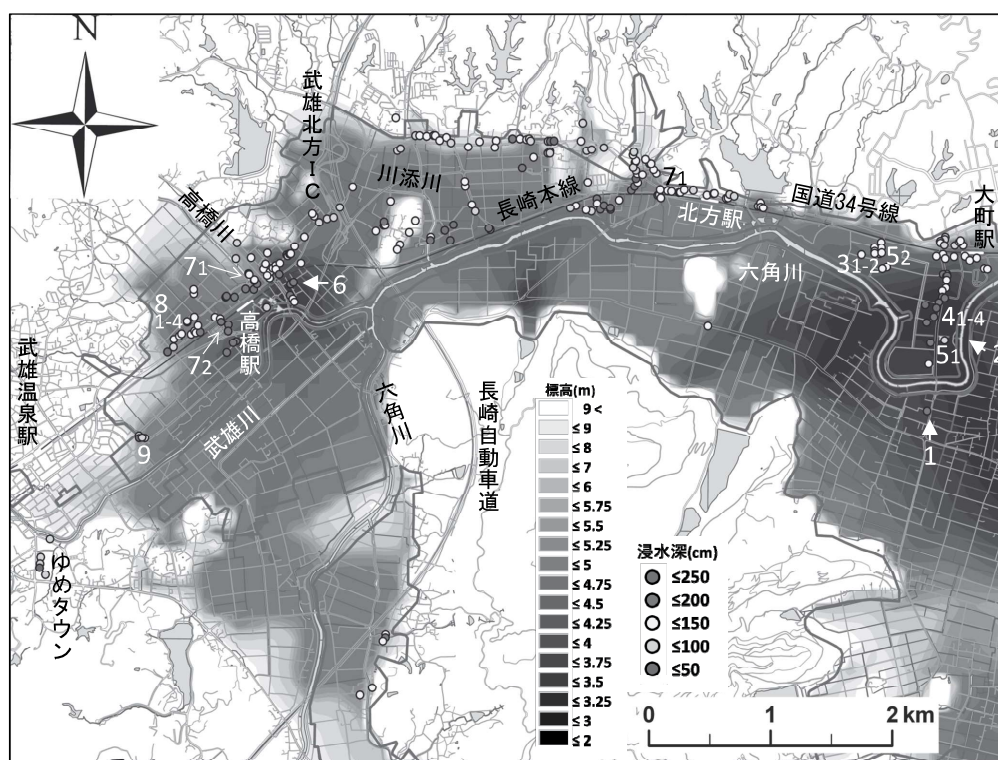 N
武雄北方IC
高橋川
川添川
長崎本線
71
北方駅
国道34号線
大町駅
71
6
六角川
31-2
52
8
1-4
高橋駅
72
41-4
51
2
武雄温泉駅
武雄川
六角川
長崎自動車道
9
1
ゆめタウン
標高(m)
9 <
≤ 9
≤ 8
≤ 7
≤ 6
≤ 5.75
≤ 5.5
≤ 5.25
≤ 5
≤ 4.75
≤ 4.5
≤ 4.25
≤ 4
≤ 3.75
≤ 3.5
≤ 3.25
≤ 3
≤ 2
浸水深(cm)
≤250
≤200
≤150
≤100
≤50
0 1 2 km